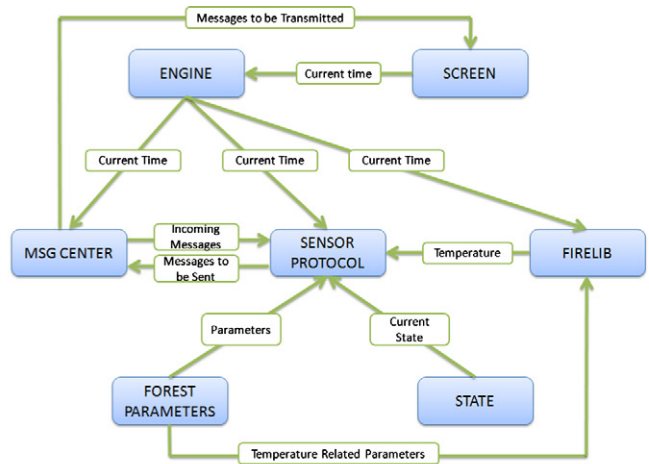 Messages to be Transmitted
ENGINE
Current time
SCREEN
Current Time
Current Time
Current Time
MSG CENTER
Incoming
Messages
Messages to
be Sent
SENSOR
PROTOCOL
Temperature
FIRELIB
Parameters
Current
State
FOREST
PARAMETERS
STATE
Temperature Related Parameters